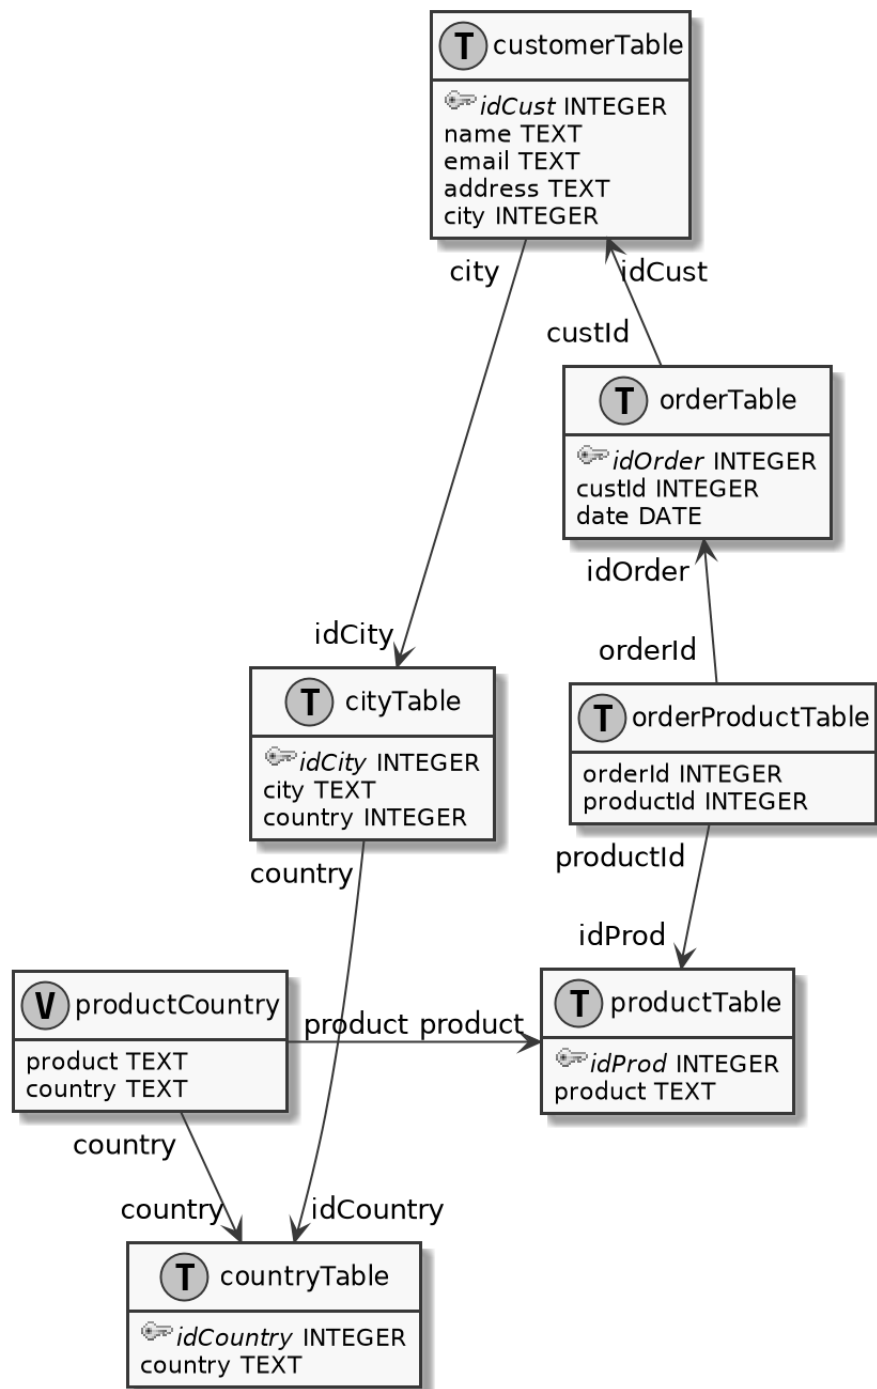 T customerTable
idCust INTEGER
name TEXT
email TEXT
address TEXT
city INTEGER
city
idCust
custId
T orderTable
idOrder INTEGER
custId INTEGER
date DATE
idOrder
idCity
orderId
T cityTable
idCity INTEGER
city TEXT
country INTEGER
T orderProductTable
orderId INTEGER
productId INTEGER
country
productId
idProd
V productCountry
product TEXT
country TEXT
product product
T productTable
idProd INTEGER
product TEXT
country
country
idCountry
T countryTable
idCountry INTEGER
country TEXT